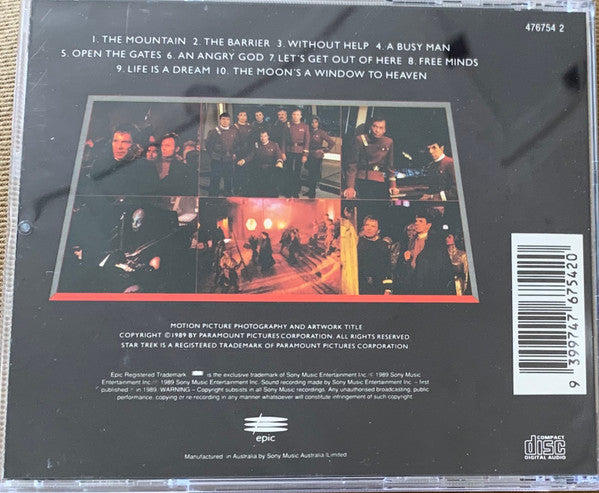 476754 2
1. THE MOUNTAIN 2. THE BARRIER 3. WITHOUT HELP 4. A BUSY MAN
5. OPEN THE GATES 6. AN ANGRY GOD 7. LET'S GET OUT OF HERE 8. FREE MINDS
9. LIFE IS A DREAM 10. THE MOON'S A WINDOW TO HEAVEN
MOTION PICTURE PHOTOGRAPHY AND ARTWORK TITLE
COPYRIGHT ©1989 BY PARAMOUNT PICTURES CORPORATION. ALL RIGHTS RESERVED
STAR TREK IS A REGISTERED TRADEMARK OF PARAMOUNT PICTURES CORPORATION
Epic Registered Trademark is the exclusive trademark of Sony Music Entertainment Inc. ℗ 1989 Sony Music
Entertainment Inc. © 1989 Sony Music Entertainment Inc. Sound recording made by Sony Music Entertainment Inc. – first
published in 1989. WARNING – Copyright subsists in all Sony Music recordings. Any unauthorised broadcasting, public
performance, copying or re-recording in any manner whatsoever will constitute infringement of such copyright.
epic
Manufactured in Australia by Sony Music Australia Limited
9 399747 675420
COMPACT
disc
DIGITAL AUDIO